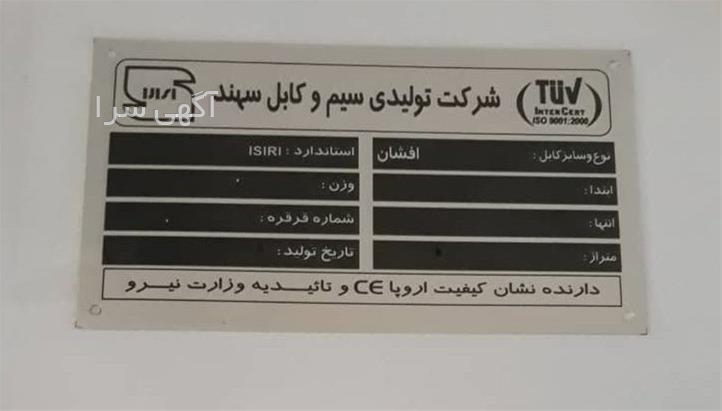 TÜV
INTERCERT
ISO 9001:2000
شرکت تولیدی سیم و کابل سهند
آگهی سرا
نوع وسایز کابل : افشان
استاندارد : ISIRI
ابتدا :
وزن :
انتها :
شماره قرقره :
متراژ :
تاریخ تولید :
دارنده نشان کیفیت اروپا CE و تائیدیه وزارت نیرو